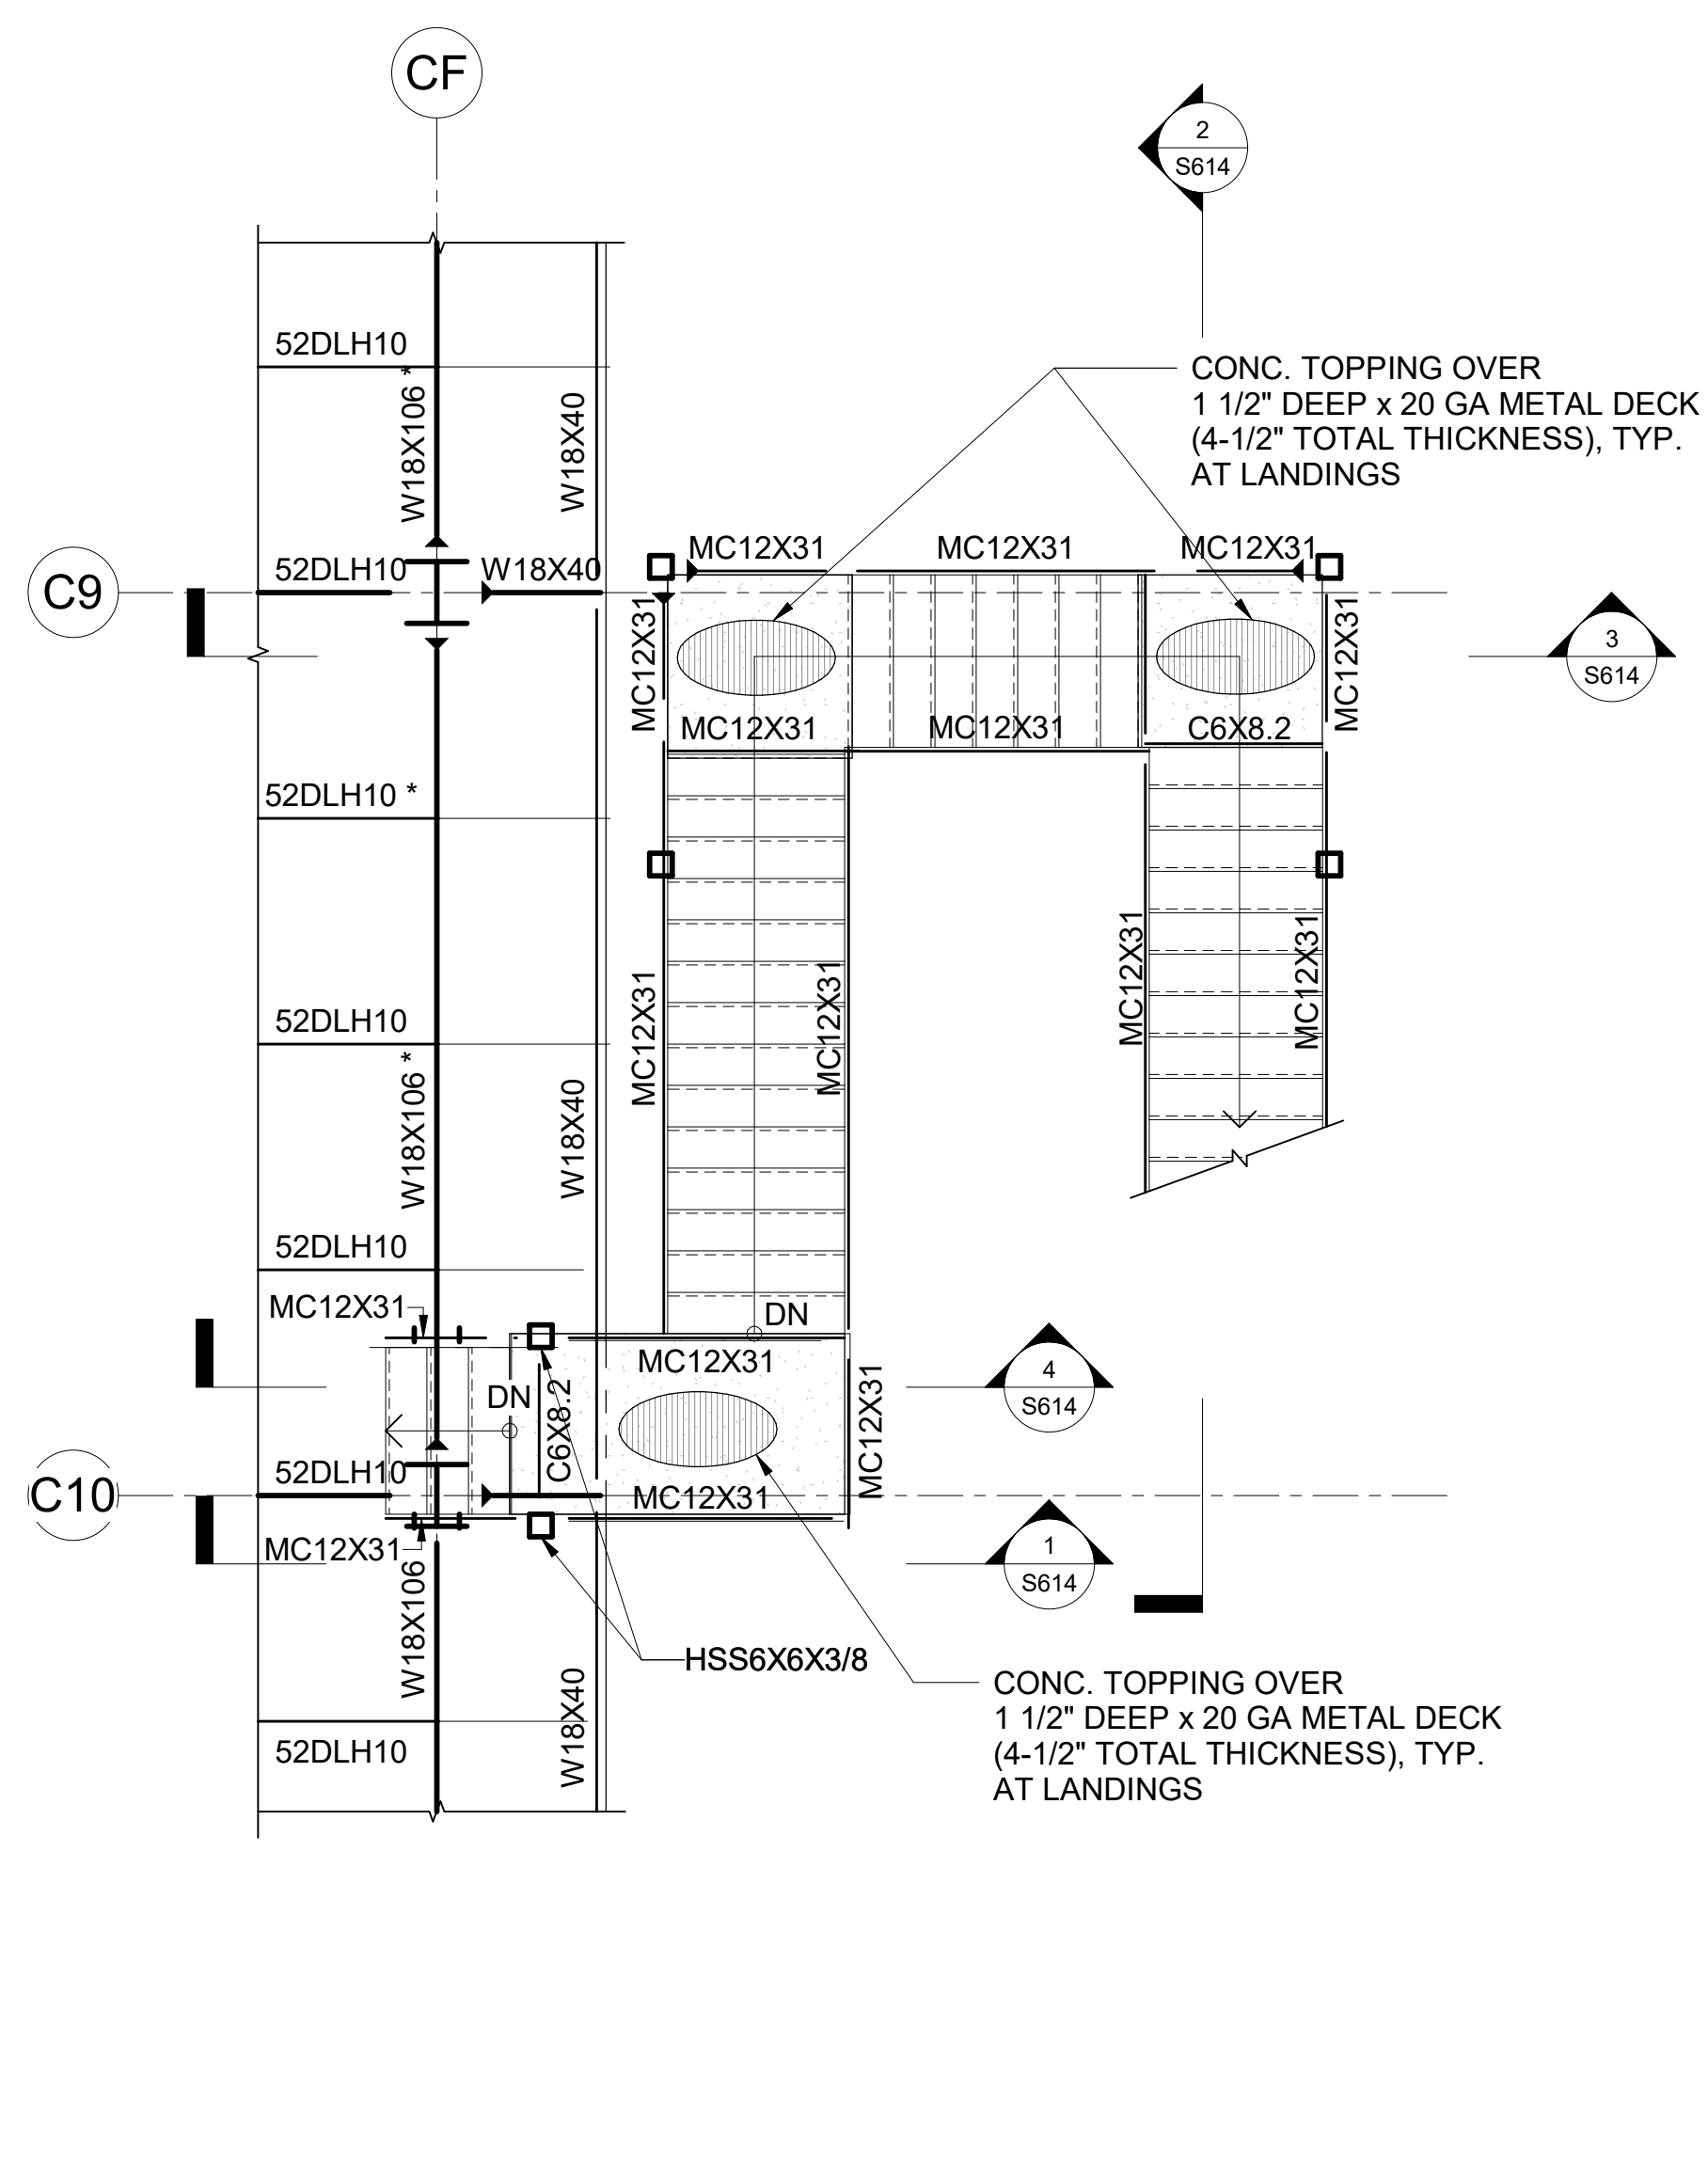 CF
2
S614
52DLH10
W18X106 *
W18X40
CONC. TOPPING OVER
1 1/2" DEEP x 20 GA METAL DECK
(4-1/2" TOTAL THICKNESS), TYP.
AT LANDINGS
C9
52DLH10
W18X40
MC12X31
MC12X31
MC12X31
MC12X31
MC12X31
3
S614
MC12X31
MC12X31
C6X8.2
52DLH10 *
MC12X31
MC12X31
MC12X31
MC12X31
52DLH10
W18X106 *
W18X40
52DLH10
MC12X31
DN
MC12X31
4
S614
DN
C6X8.2
MC12X31
C10
52DLH10
MC12X31
MC12X31
1
S614
W18X106
W18X40
HSS6X6X3/8
CONC. TOPPING OVER
1 1/2" DEEP x 20 GA METAL DECK
(4-1/2" TOTAL THICKNESS), TYP.
AT LANDINGS
52DLH10